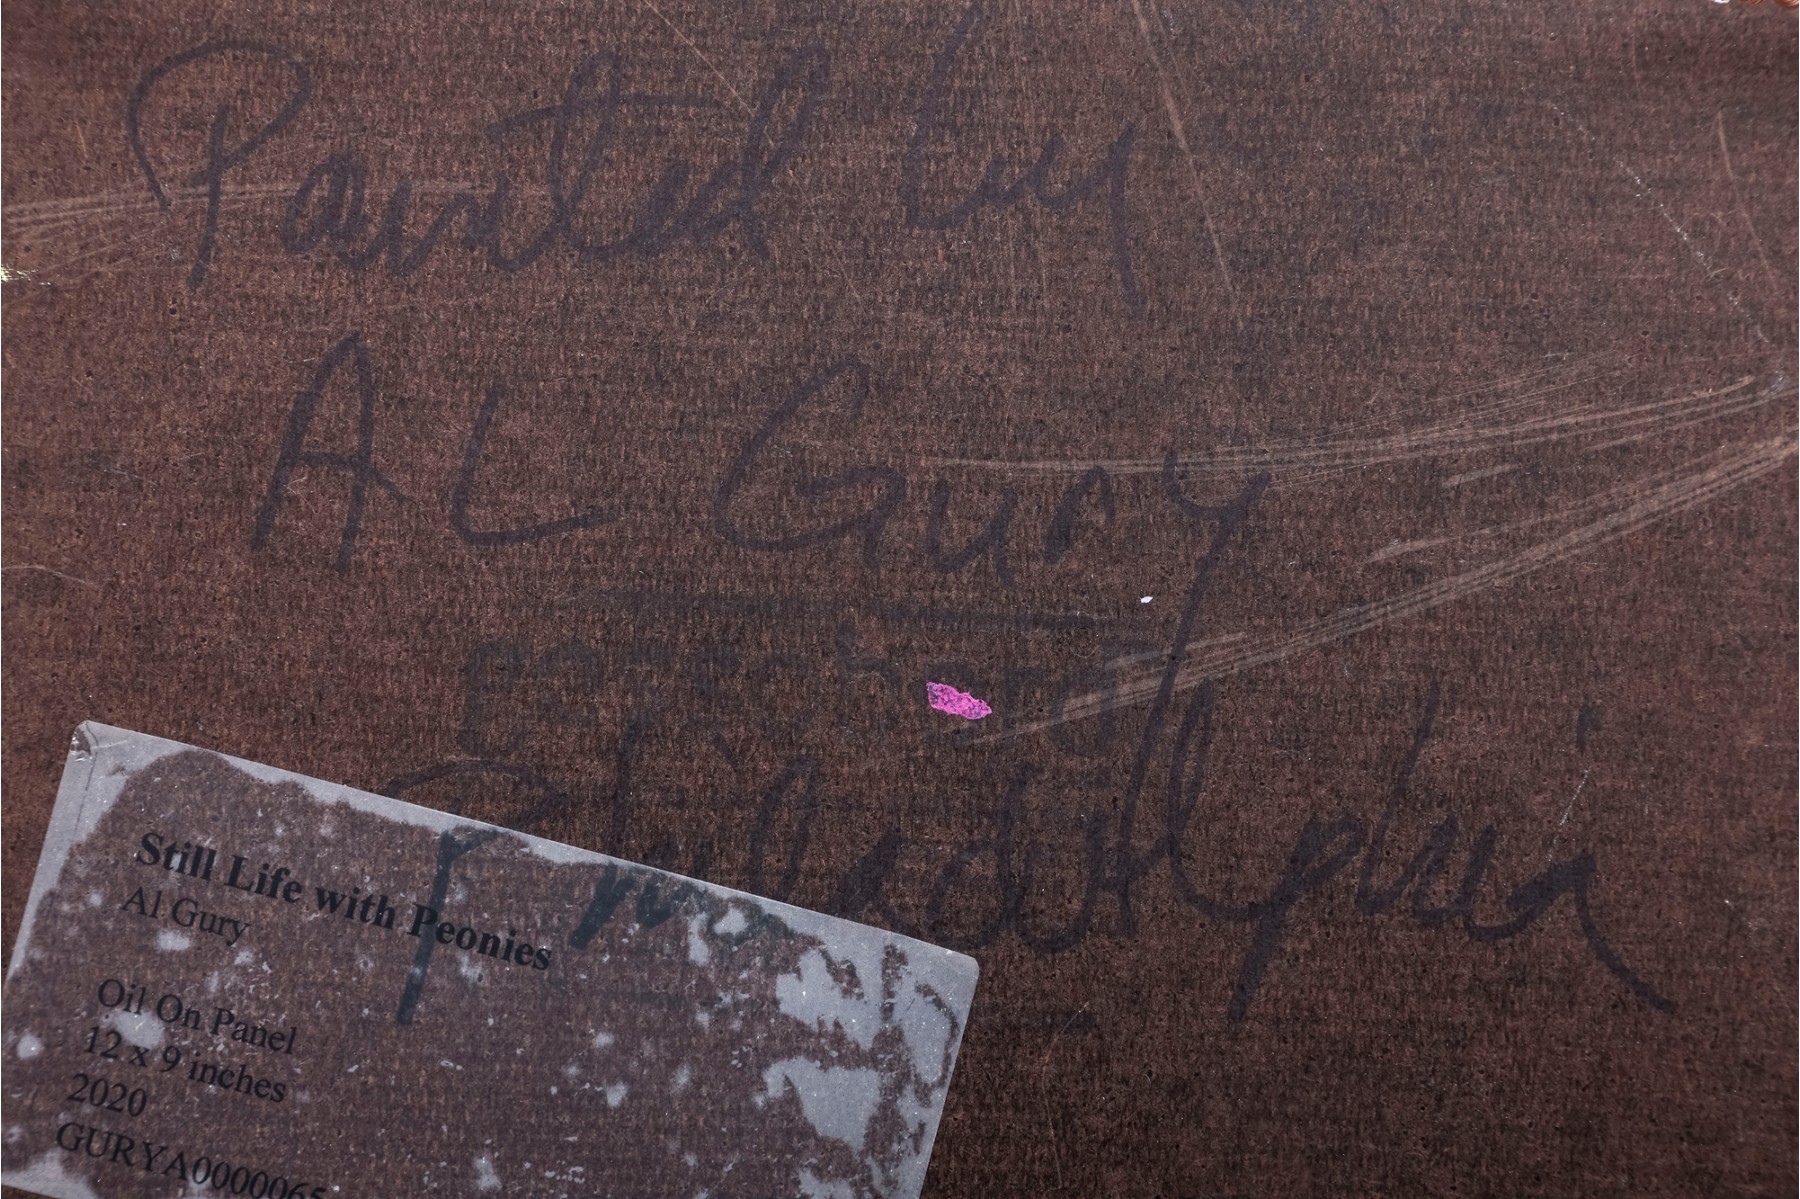 Painted by
AL Gury
Philadelphia
Still Life with Peonies
Al Gury
Oil On Panel
12 x 9 inches
2020
GURYA0000065